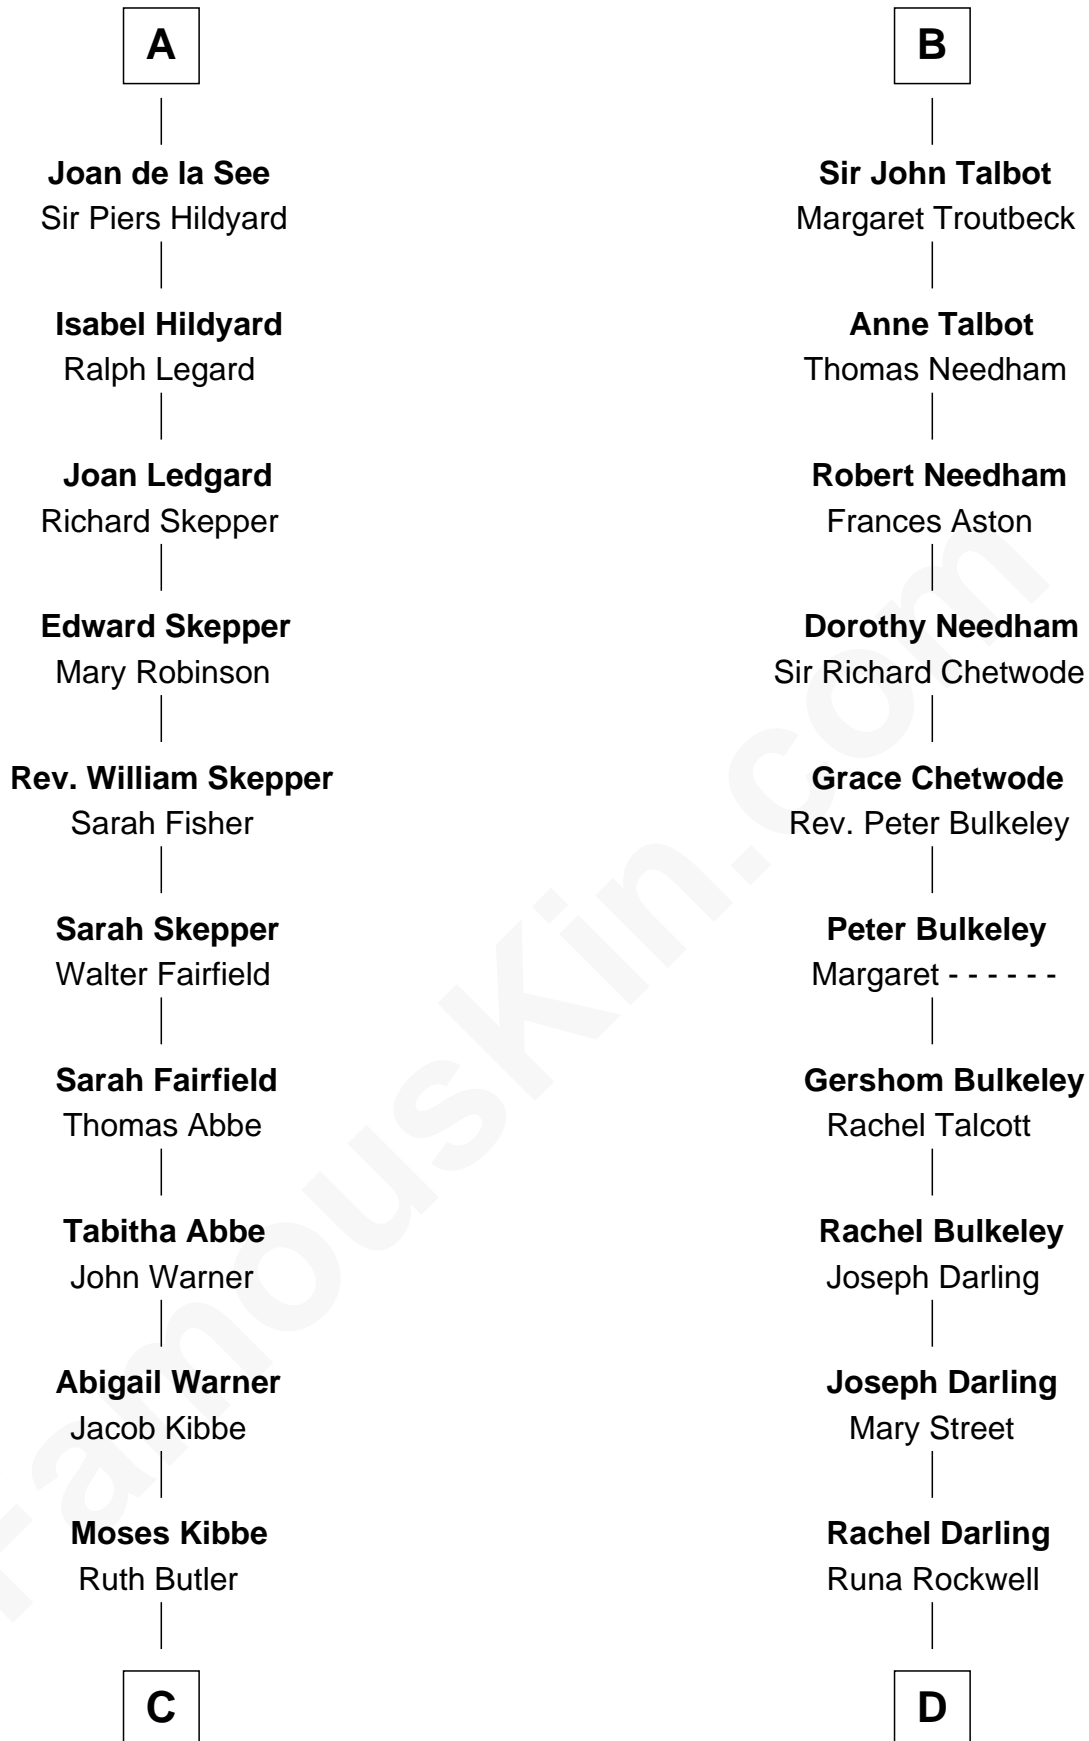 A
Joan de la See
Sir Piers Hildyard
Isabel Hildyard
Ralph Legard
Joan Ledgard
Richard Skepper
Edward Skepper
Mary Robinson
Rev. William Skepper
Sarah Fisher
Sarah Skepper
Walter Fairfield
Sarah Fairfield
Thomas Abbe
Tabitha Abbe
John Warner
Abigail Warner
Jacob Kibbe
Moses Kibbe
Ruth Butler
C
B
Sir John Talbot
Margaret Troutbeck
Anne Talbot
Thomas Needham
Robert Needham
Frances Aston
Dorothy Needham
Sir Richard Chetwode
Grace Chetwode
Rev. Peter Bulkeley
Peter Bulkeley
Margaret - - - - - -
Gershom Bulkeley
Rachel Talcott
Rachel Bulkeley
Joseph Darling
Joseph Darling
Mary Street
Rachel Darling
Runa Rockwell
D
FamousKin.com